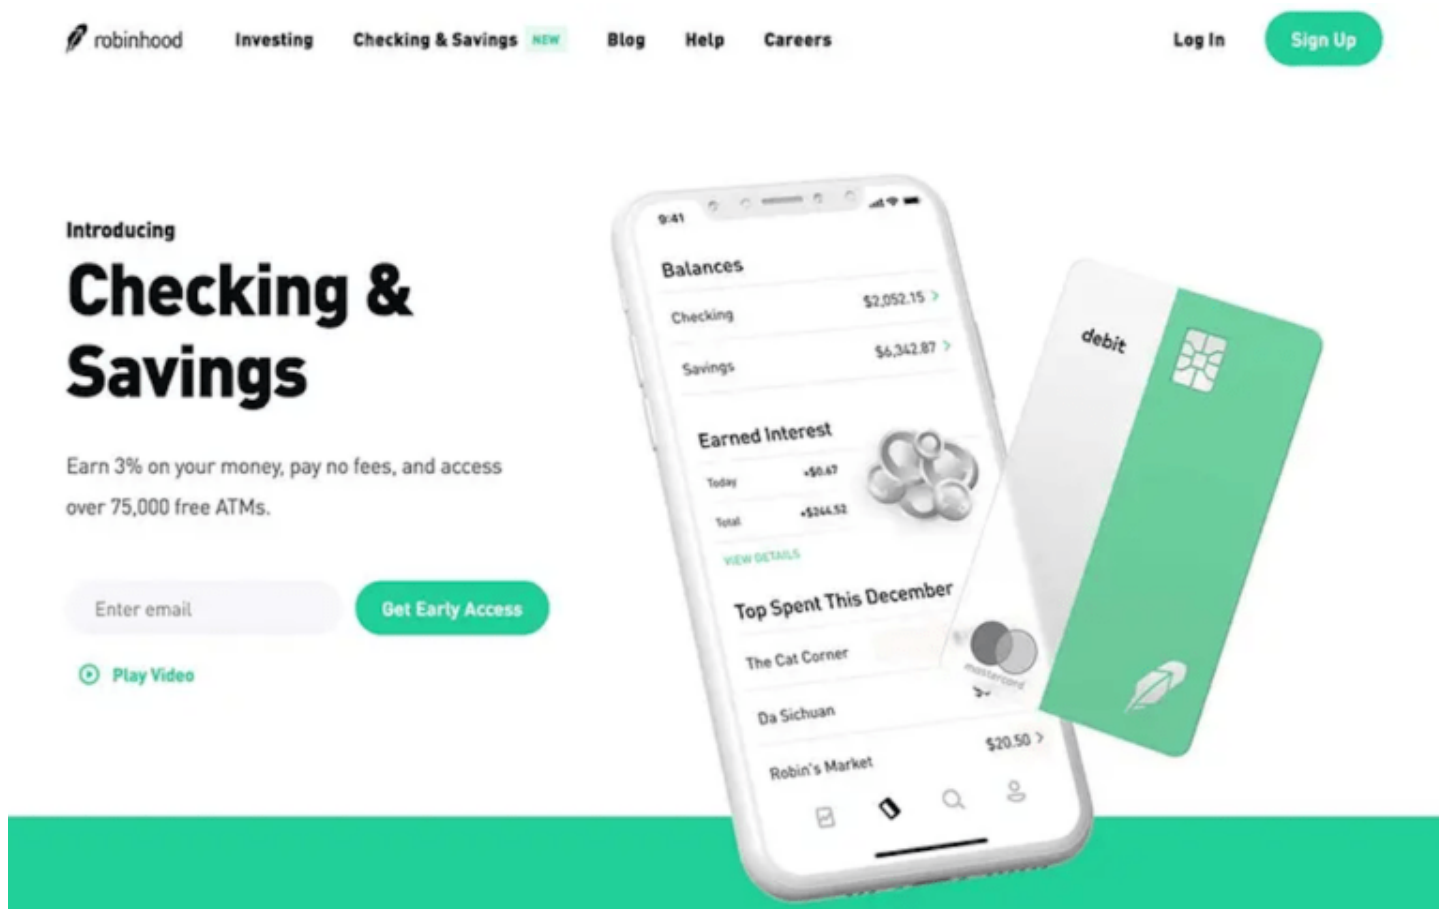 robinhood Investing Checking & Savings NEW Blog Help Careers Log In Sign Up
Introducing
Checking &
Savings
Earn 3% on your money, pay no fees, and access
over 75,000 free ATMs.
Enter email Get Early Access
Play Video
9:41
Balances
Checking $2,052.15
Savings $6,342.87
Earned Interest
Today +$0.67
Total +$244.52
VIEW DETAILS
Top Spent This December
The Cat Corner
Da Sichuan
Robin's Market $20.50
debit
mastercard